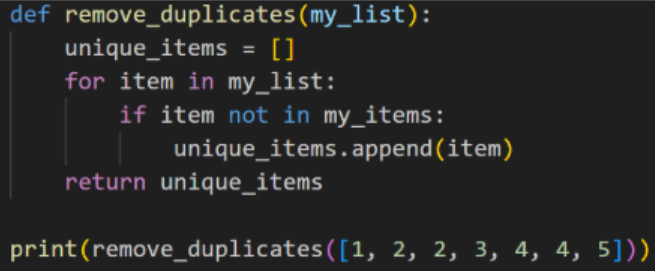 def remove_duplicates(my_list):
    unique_items = []
    for item in my_list:
        if item not in my_items:
            unique_items.append(item)
    return unique_items

print(remove_duplicates([1, 2, 2, 3, 4, 4, 5]))